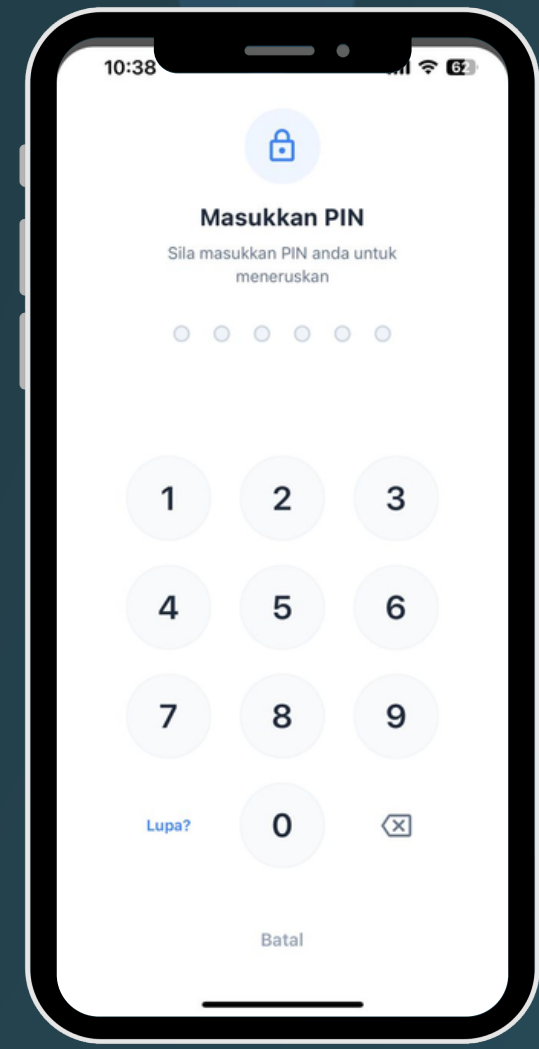 10:38
62
Masukkan PIN
Sila masukkan PIN anda untuk
meneruskan
1 2 3
4 5 6
7 8 9
Lupa? 0
Batal